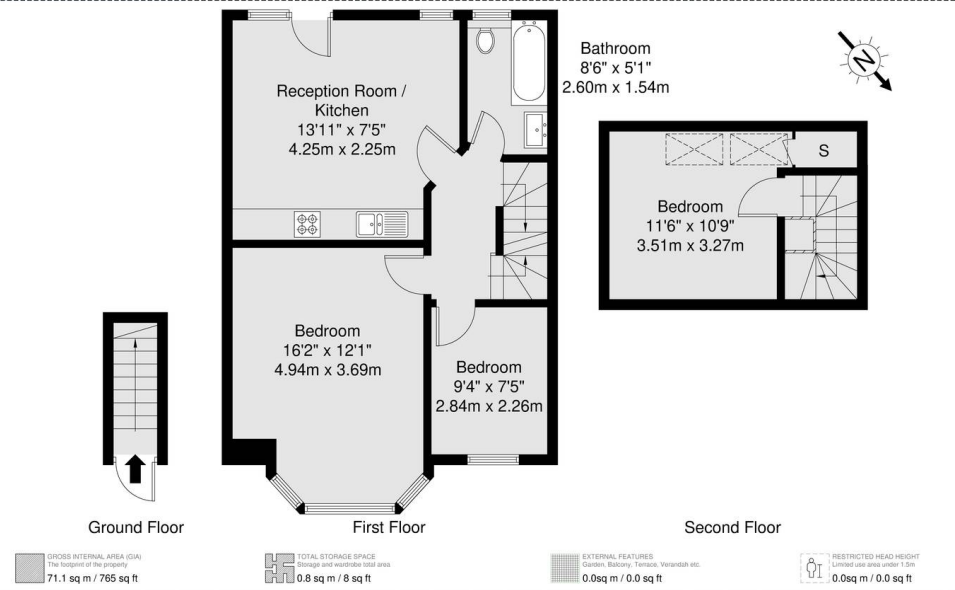 Reception Room /
Kitchen
13'11" x 7'5"
4.25m x 2.25m
Bathroom
8'6" x 5'1"
2.60m x 1.54m
N
S
Bedroom
11'6" x 10'9"
3.51m x 3.27m
Bedroom
16'2" x 12'1"
4.94m x 3.69m
Bedroom
9'4" x 7'5"
2.84m x 2.26m
Ground Floor
First Floor
Second Floor
GROSS INTERNAL AREA (GIA)
The footprint of the property
71.1 sq m / 765 sq ft
TOTAL STORAGE SPACE
Storage and wardrobe total area
0.8 sq m / 8 sq ft
EXTERNAL FEATURES
Garden, Balcony, Terrace, Verandah etc.
0.0sq m / 0.0 sq ft
RESTRICTED HEAD HEIGHT
Limited use area under 1.5m
0.0sq m / 0.0 sq ft